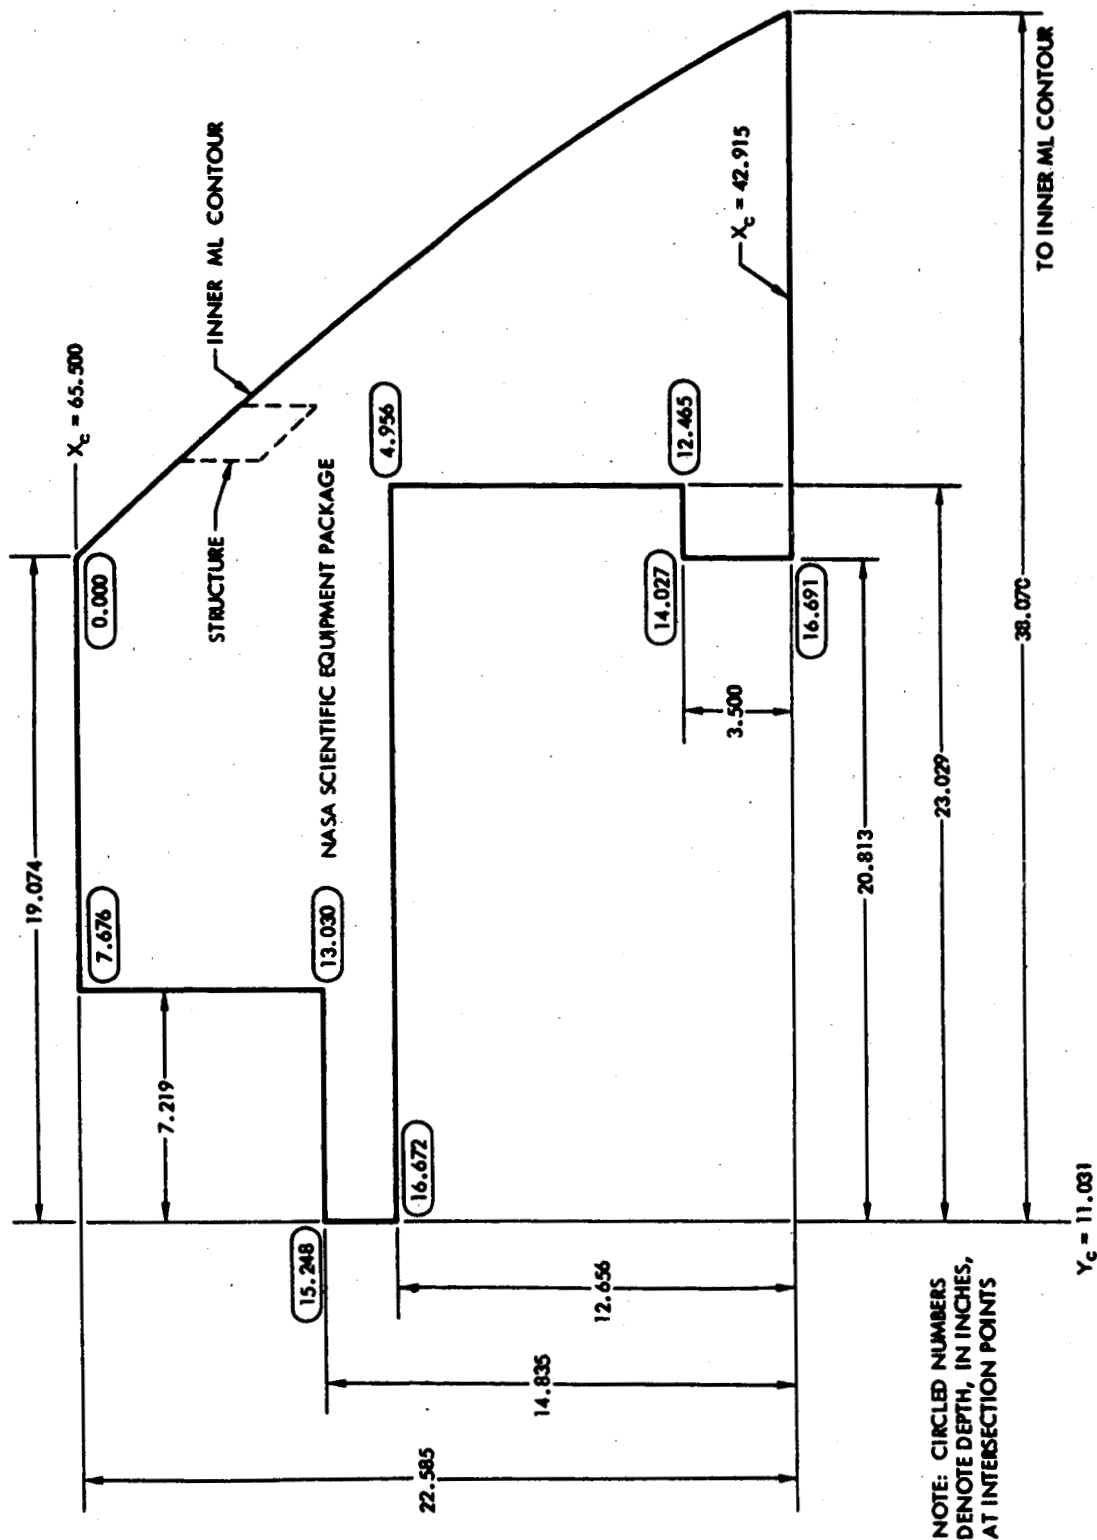 19.074
X_c = 65.500
INNER ML CONTOUR
0.000
7.676
STRUCTURE
7.219
NASA SCIENTIFIC EQUIPMENT PACKAGE
13.030
4.956
15.248
16.672
12.465
X_c = 42.915
14.027
16.691
3.500
12.656
14.835
22.585
20.813
23.029
38.070
TO INNER ML CONTOUR
Y_c = 11.031
NOTE: CIRCLED NUMBERS
DENOTE DEPTH, IN INCHES,
AT INTERSECTION POINTS